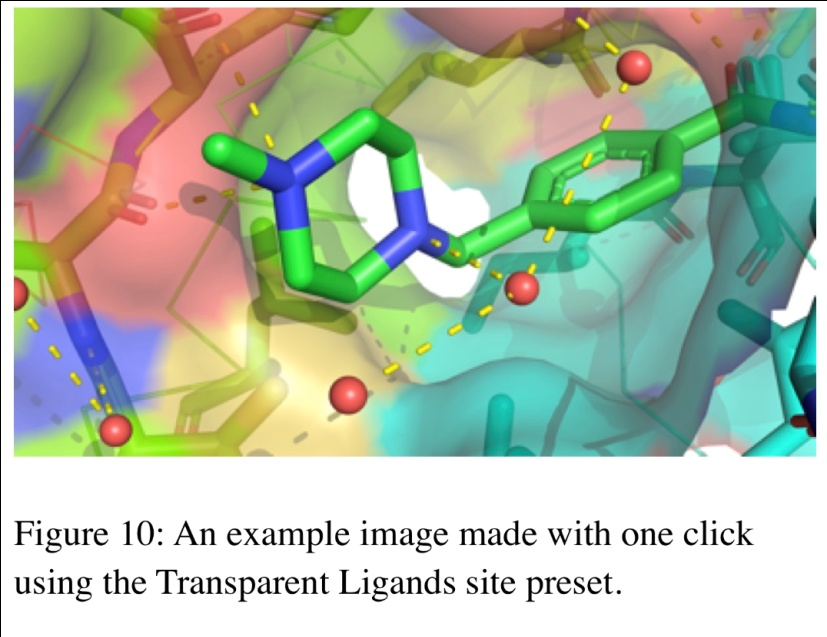 Figure 10: An example image made with one click
using the Transparent Ligands site preset.